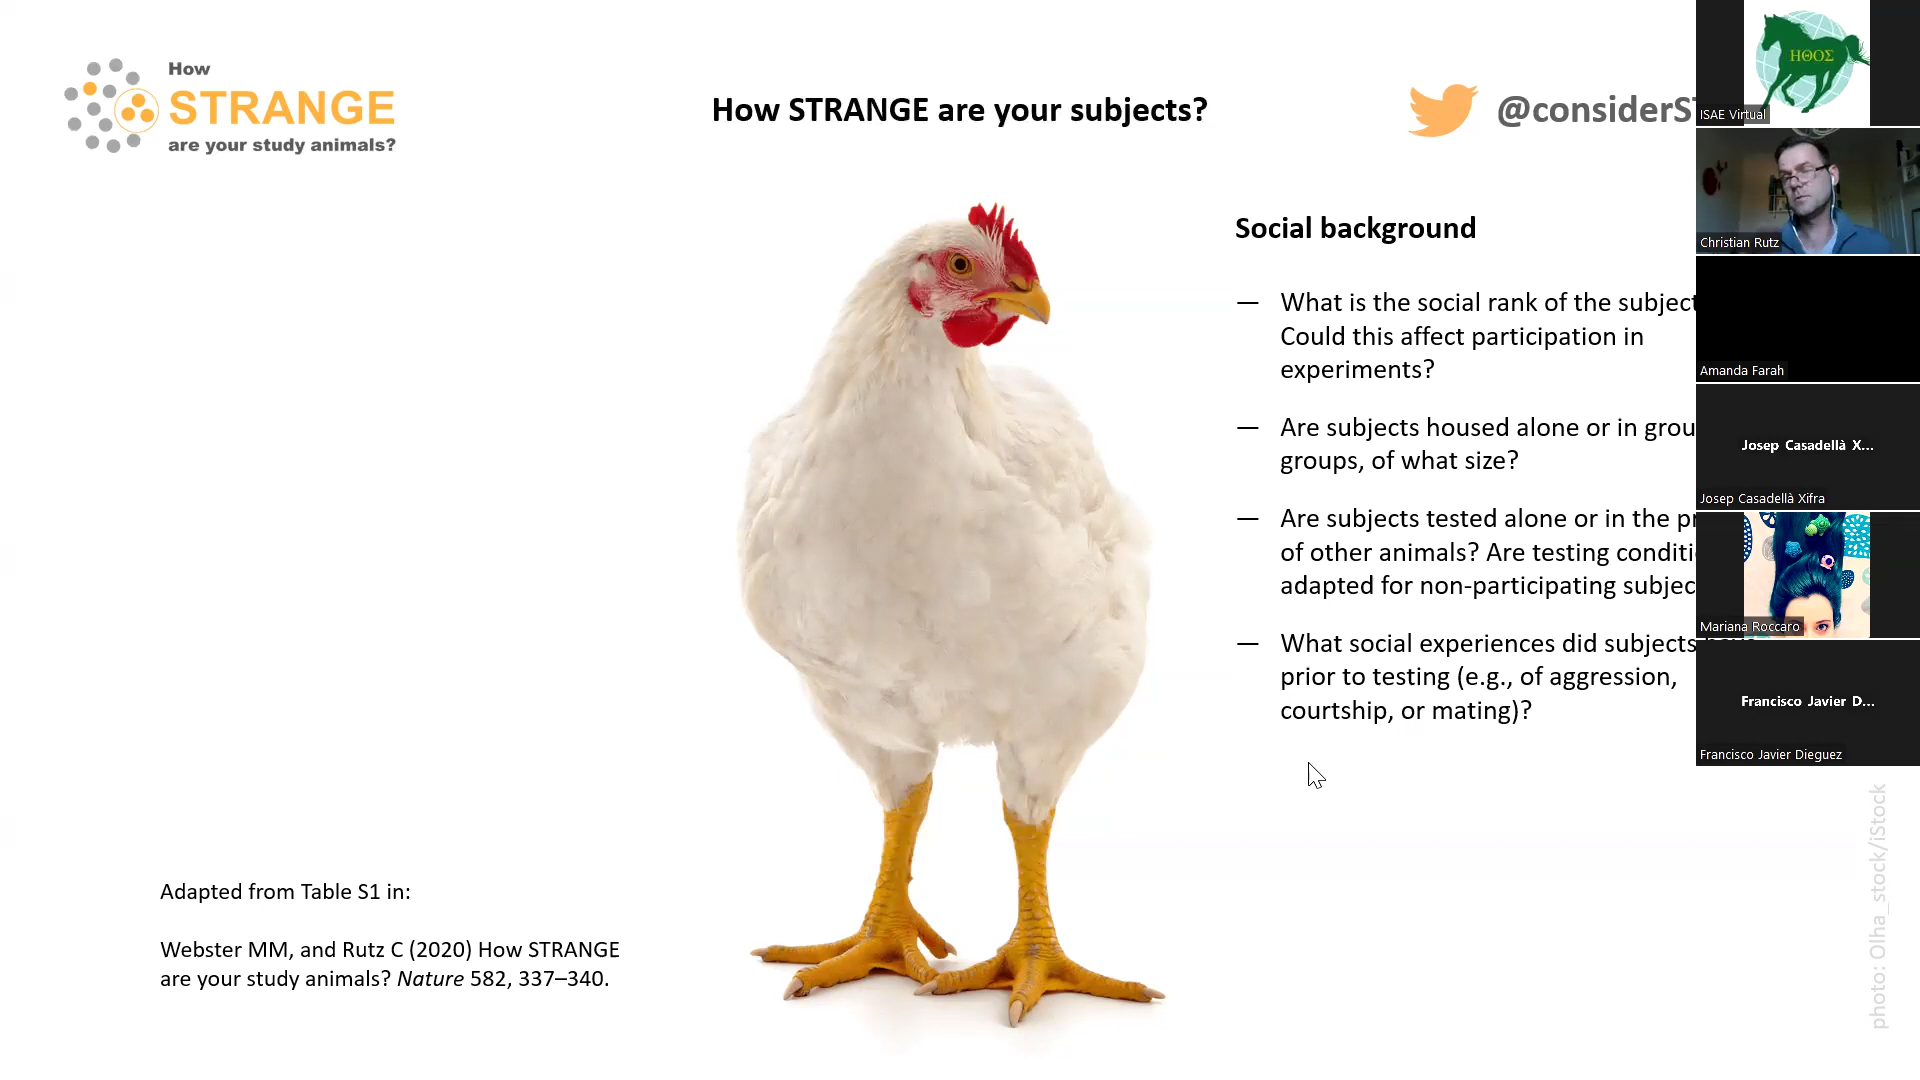 How
STRANGE
are your study animals?
How STRANGE are your subjects?
@considerS
Social background
— What is the social rank of the subject
Could this affect participation in
experiments?
— Are subjects housed alone or in grou
groups, of what size?
— Are subjects tested alone or in the pr
of other animals? Are testing conditi
adapted for non-participating subjec
— What social experiences did subjects
prior to testing (e.g., of aggression,
courtship, or mating)?
Adapted from Table S1 in:
Webster MM, and Rutz C (2020) How STRANGE
are your study animals? Nature 582, 337–340.
photo: Olha_stock/iStock
ΗΘΟΣ
ISAE Virtual
Christian Rutz
Amanda Farah
Josep Casadellà X...
Josep Casadellà Xifra
Mariana Roccaro
Francisco Javier D...
Francisco Javier Dieguez